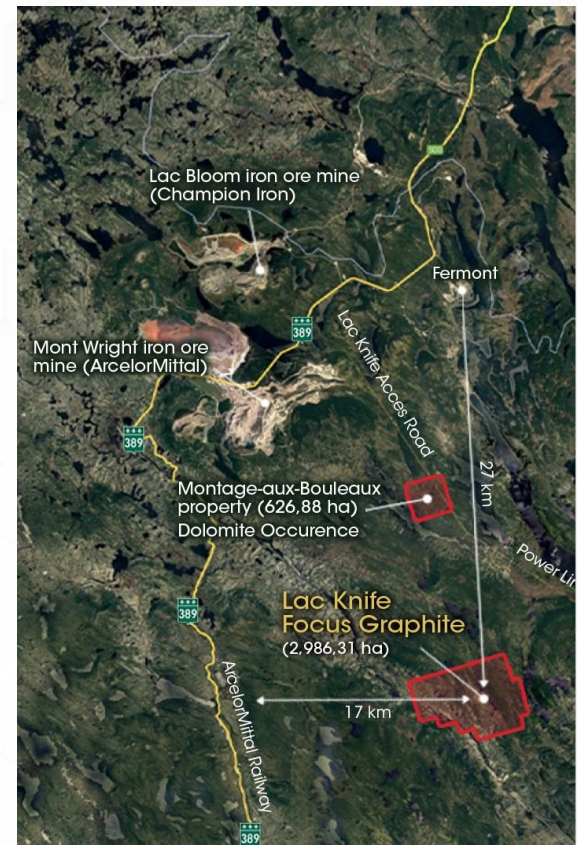 500
Lac Bloom iron ore mine
(Champion Iron)
Fermont
389
Lac Knife Acces Road
Mont Wright iron ore
mine (ArcelorMittal)
389
27 km
Montage-aux-Bouleaux
property (626,88 ha)
Dolomite Occurence
Power Lin
389
Lac Knife
Focus Graphite
(2,986,31 ha)
ArcelorMittal Railway
17 km
389